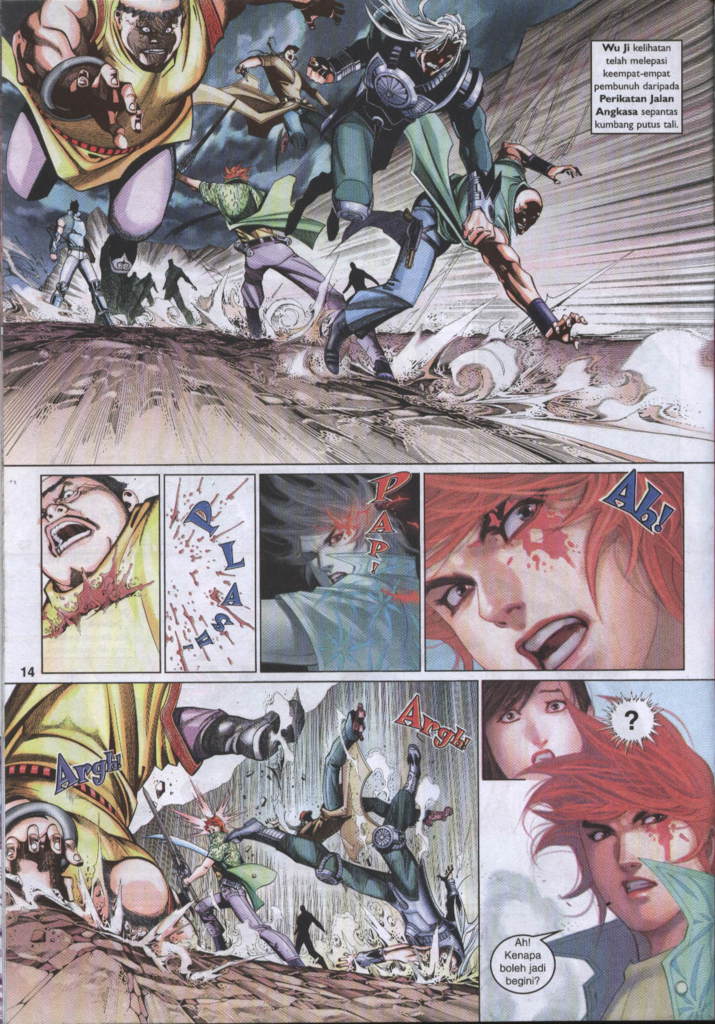 Wu Ji kelihatan
telah melepasi
keempat-empat
pembunuh daripada
Perikatan Jalan
Angkasa sepantas
kumbang putus tali.
PLASS!
PAP!
Ah!
14
Argh!
Argh!
?
Ah!
Kenapa
boleh jadi
begini?